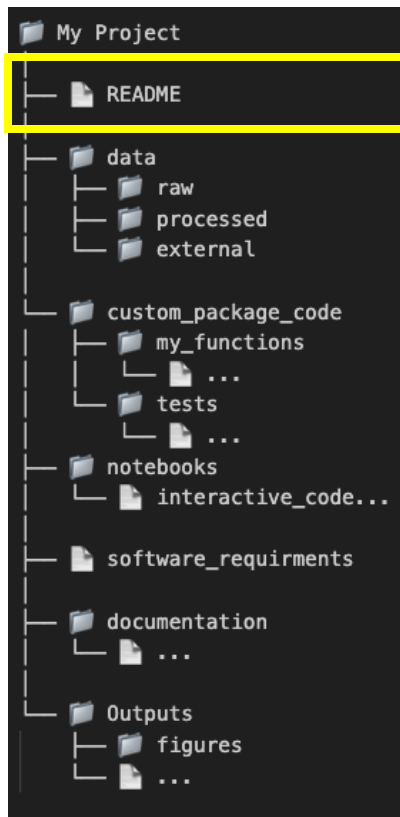 My Project
README
data
raw
processed
external
custom_package_code
my_functions
...
tests
...
notebooks
interactive_code...
software_requirments
documentation
...
Outputs
figures
...